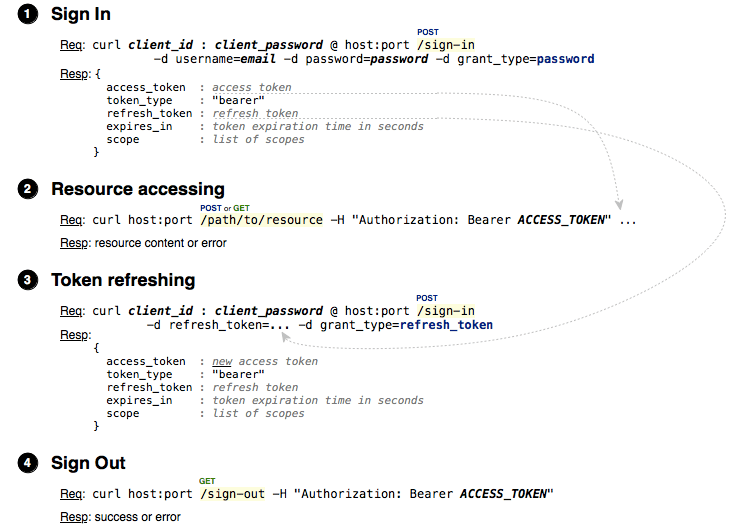 1 Sign In
POST
Req: curl client_id : client_password @ host:port /sign-in
-d username=email -d password=password -d grant_type=password
Resp: {
access_token : access token
token_type : "bearer"
refresh_token : refresh token
expires_in : token expiration time in seconds
scope : list of scopes
}
2 Resource accessing
POST or GET
Req: curl host:port /path/to/resource -H "Authorization: Bearer ACCESS_TOKEN" ...
Resp: resource content or error
3 Token refreshing
POST
Req: curl client_id : client_password @ host:port /sign-in
-d refresh_token=... -d grant_type=refresh_token
Resp:
{
access_token : new access token
token_type : "bearer"
refresh_token : refresh token
expires_in : token expiration time in seconds
scope : list of scopes
}
4 Sign Out
GET
Req: curl host:port /sign-out -H "Authorization: Bearer ACCESS_TOKEN"
Resp: success or error